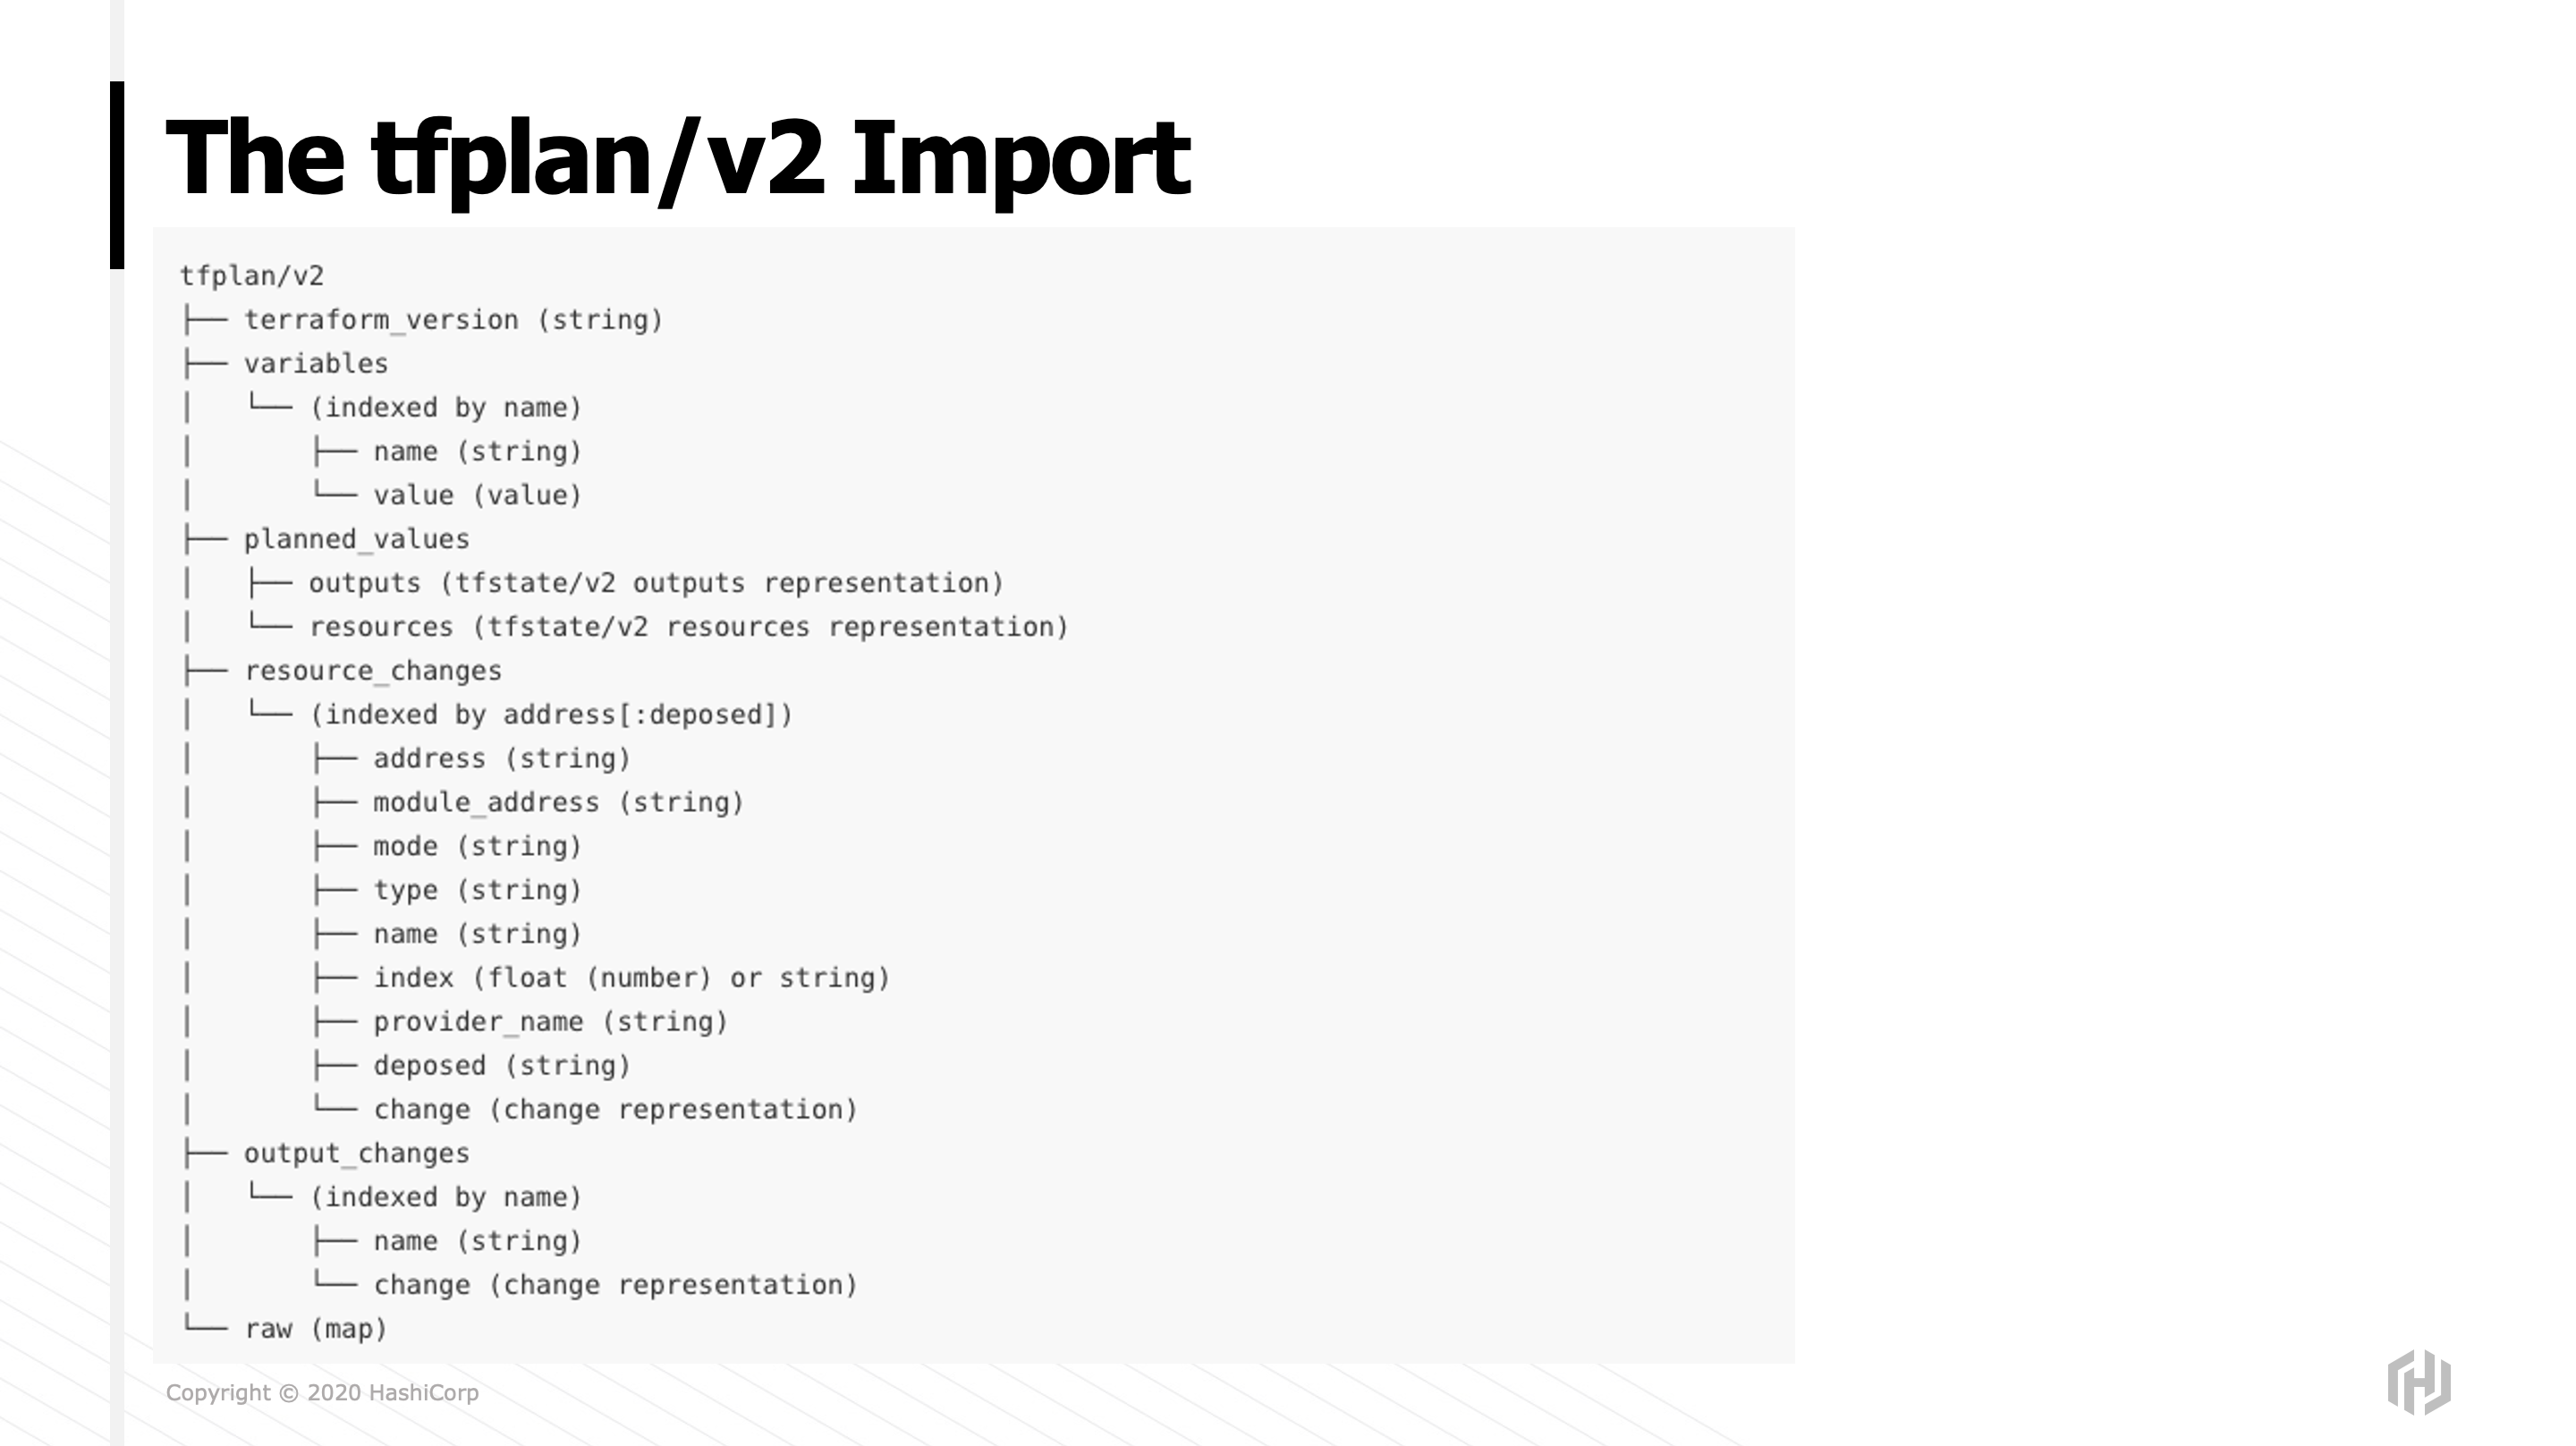 The tfplan/v2 Import
tfplan/v2
├── terraform_version (string)
├── variables
│   └── (indexed by name)
│       ├── name (string)
│       └── value (value)
├── planned_values
│   ├── outputs (tfstate/v2 outputs representation)
│   └── resources (tfstate/v2 resources representation)
├── resource_changes
│   └── (indexed by address[:deposed])
│       ├── address (string)
│       ├── module_address (string)
│       ├── mode (string)
│       ├── type (string)
│       ├── name (string)
│       ├── index (float (number) or string)
│       ├── provider_name (string)
│       ├── deposed (string)
│       └── change (change representation)
├── output_changes
│   └── (indexed by name)
│       ├── name (string)
│       └── change (change representation)
└── raw (map)
Copyright © 2020 HashiCorp